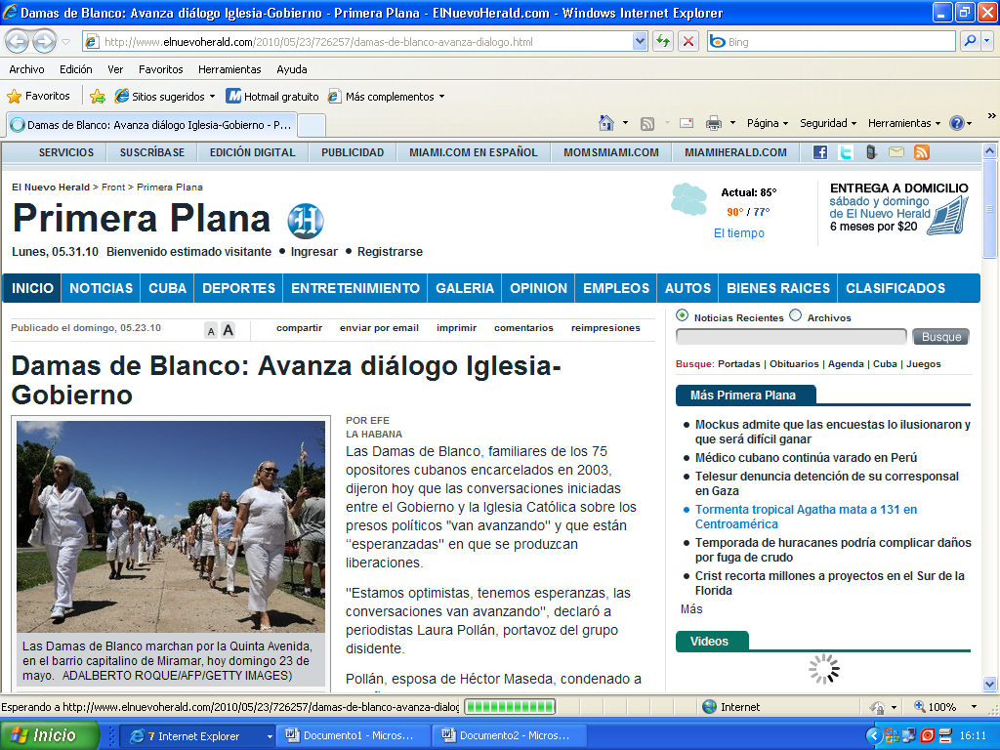 Damas de Blanco: Avanza diálogo Iglesia-Gobierno - Primera Plana - ElNuevoHerald.com - Windows Internet Explorer
http://www.elnuevoherald.com/2010/05/23/726257/damas-de-blanco-avanza-dialogo.html
Bing
Archivo Edición Ver Favoritos Herramientas Ayuda
Favoritos Sitios sugeridos Hotmail gratuito Más complementos
Damas de Blanco: Avanza diálogo Iglesia-Gobierno - P...
Página Seguridad Herramientas
SERVICIOS SUSCRÍBASE EDICIÓN DIGITAL PUBLICIDAD MIAMI.COM EN ESPAÑOL MOMSMIAMI.COM MIAMIHERALD.COM
El Nuevo Herald > Front > Primera Plana
Primera Plana
Lunes, 05.31.10 Bienvenido estimado visitante • Ingresar • Registrarse
Actual: 85°
90° / 77°
El tiempo
ENTREGA A DOMICILIO
sábado y domingo
de El Nuevo Herald
6 meses por $20
INICIO NOTICIAS CUBA DEPORTES ENTRETENIMIENTO GALERIA OPINION EMPLEOS AUTOS BIENES RAICES CLASIFICADOS
Publicado el domingo, 05.23.10 A A compartir enviar por email imprimir comentarios reimpresiones
Damas de Blanco: Avanza diálogo Iglesia-
Gobierno
Las Damas de Blanco marchan por la Quinta Avenida,
en el barrio capitalino de Miramar, hoy domingo 23 de
mayo. ADALBERTO ROQUE/AFP/GETTY IMAGES)
POR EFE
LA HABANA
Las Damas de Blanco, familiares de los 75
opositores cubanos encarcelados en 2003,
dijeron hoy que las conversaciones iniciadas
entre el Gobierno y la Iglesia Católica sobre los
presos políticos "van avanzando" y que están
“esperanzadas" en que se produzcan
liberaciones.
"Estamos optimistas, tenemos esperanzas, las
conversaciones van avanzando", declaró a
periodistas Laura Pollán, portavoz del grupo
disidente.
Pollán, esposa de Héctor Maseda, condenado a
Noticias Recientes Archivos
Busque
Busque: Portadas | Obituarios | Agenda | Cuba | Juegos
Más Primera Plana
• Mockus admite que las encuestas lo ilusionaron y
que será difícil ganar
• Médico cubano continúa varado en Perú
• Telesur denuncia detención de su corresponsal
en Gaza
• Tormenta tropical Agatha mata a 131 en
Centroamérica
• Temporada de huracanes podría complicar daños
por fuga de crudo
• Crist recorta millones a proyectos en el Sur de la
Florida
Más
Videos
Esperando a http://www.elnuevoherald.com/2010/05/23/726257/damas-de-blanco-avanza-dialog
Internet 100%
Inicio 7 Internet Explorer Documento1 - Micros... Documento2 - Micros... 16:11